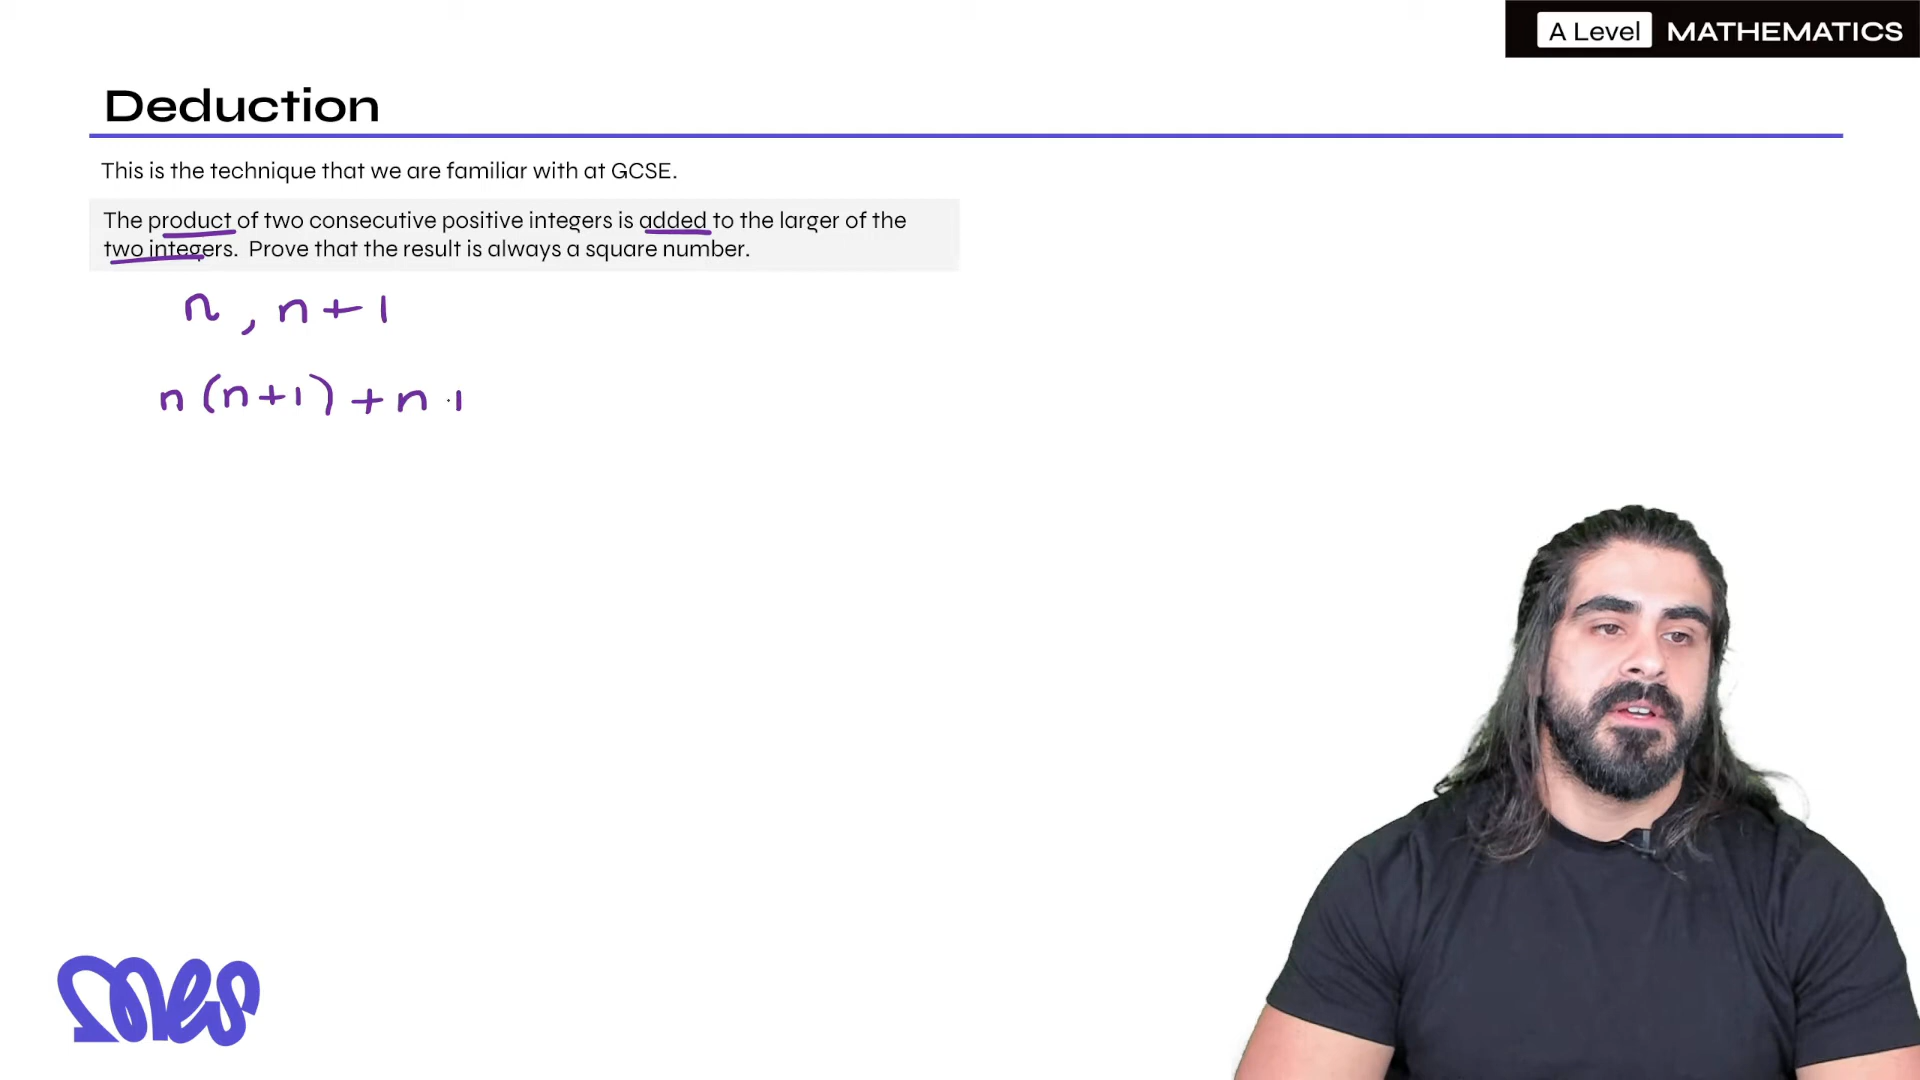 A Level MATHEMATICS
Deduction
This is the technique that we are familiar with at GCSE.
The product of two consecutive positive integers is added to the larger of the
two integers. Prove that the result is always a square number.
n , n + 1
n (n+1) + n · 1
mes